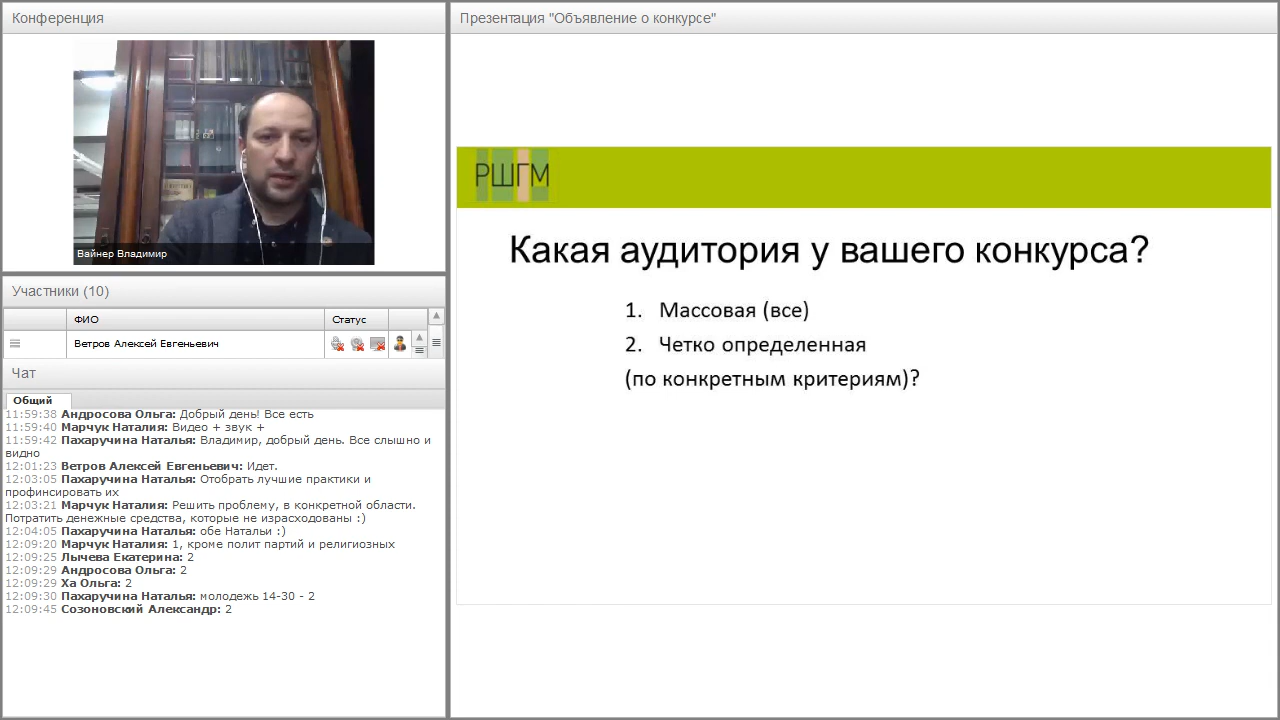 Конференция
Вайнер Владимир
Участники (10)
ФИО
Статус
Ветров Алексей Евгеньевич
Чат
Общий
11:59:38 Андросова Ольга: Добрый день! Все есть
11:59:40 Марчук Наталия: Видео + звук +
11:59:42 Пахаручина Наталья: Владимир, добрый день. Все слышно и
видно
12:01:23 Ветров Алексей Евгеньевич: Идет.
12:03:05 Пахаручина Наталья: Отобрать лучшие практики и
профинсировать их
12:03:21 Марчук Наталия: Решить проблему, в конкретной области.
Потратить денежные средства, которые не израсходованы :)
12:04:05 Пахаручина Наталья: обе Натальи :)
12:09:20 Марчук Наталия: 1, кроме полит партий и религиозных
12:09:25 Лычева Екатерина: 2
12:09:29 Андросова Ольга: 2
12:09:29 Ха Ольга: 2
12:09:30 Пахаручина Наталья: молодежь 14-30 - 2
12:09:45 Созоновский Александр: 2
Презентация "Объявление о конкурсе"
РШГМ
Какая аудитория у вашего конкурса?
1. Массовая (все)
2. Четко определенная
(по конкретным критериям)?